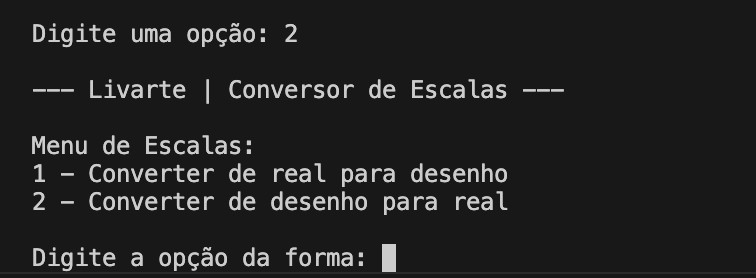 Digite uma opção: 2
--- Livarte | Conversor de Escalas ---
Menu de Escalas:
1 - Converter de real para desenho
2 - Converter de desenho para real
Digite a opção da forma: